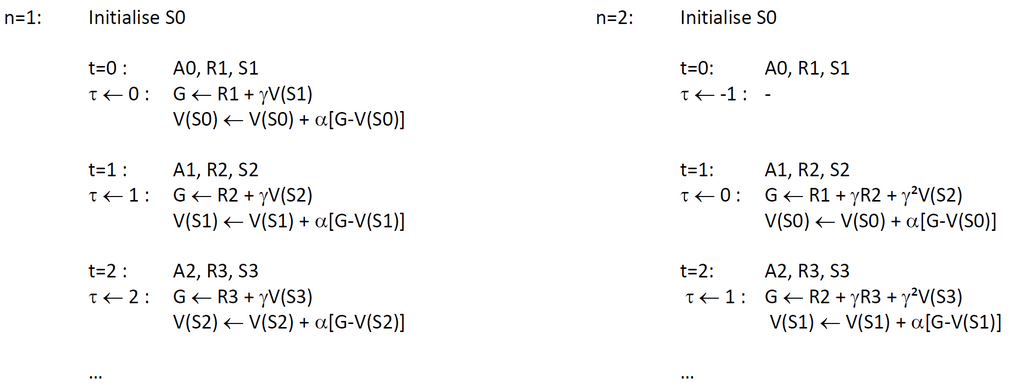 n=1: Initialise S0
t=0 : A0, R1, S1
τ ← 0 : G ← R1 + γV(S1)
V(S0) ← V(S0) + α[G-V(S0)]
t=1 : A1, R2, S2
τ ← 1 : G ← R2 + γV(S2)
V(S1) ← V(S1) + α[G-V(S1)]
t=2 : A2, R3, S3
τ ← 2 : G ← R3 + γV(S3)
V(S2) ← V(S2) + α[G-V(S2)]
...
n=2: Initialise S0
t=0: A0, R1, S1
τ ← -1 : -
t=1: A1, R2, S2
τ ← 0 : G ← R1 + γR2 + γ²V(S2)
V(S0) ← V(S0) + α[G-V(S0)]
t=2: A2, R3, S3
τ ← 1 : G ← R2 + γR3 + γ²V(S3)
V(S1) ← V(S1) + α[G-V(S1)]
...